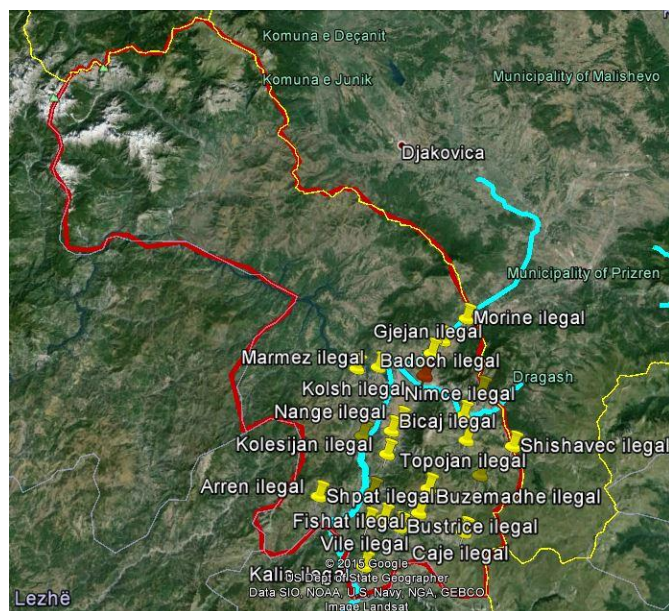 Komuna e Deçanit
Komuna e Junik
Municipality of Malishevo
Djakovica
Municipality of Prizren
Morine ilegal
Gjejan ilegal
Marmez ilegal
Badoch ilegal
Kolsh ilegal
Nimce ilegal
Dragash
Nange ilegal
Bicaj ilegal
Kolesijan ilegal
Shishavec ilegal
Topojan ilegal
Arren ilegal
Shpat ilegal
Buzemadhe ilegal
Fishat ilegal
Bustrice ilegal
Vile ilegal
Caje ilegal
Kalis ilegal
© 2015 Google
US Dept of State Geographer
Data SIO, NOAA, U.S. Navy, NGA, GEBCO
Image Landsat
Lezhë